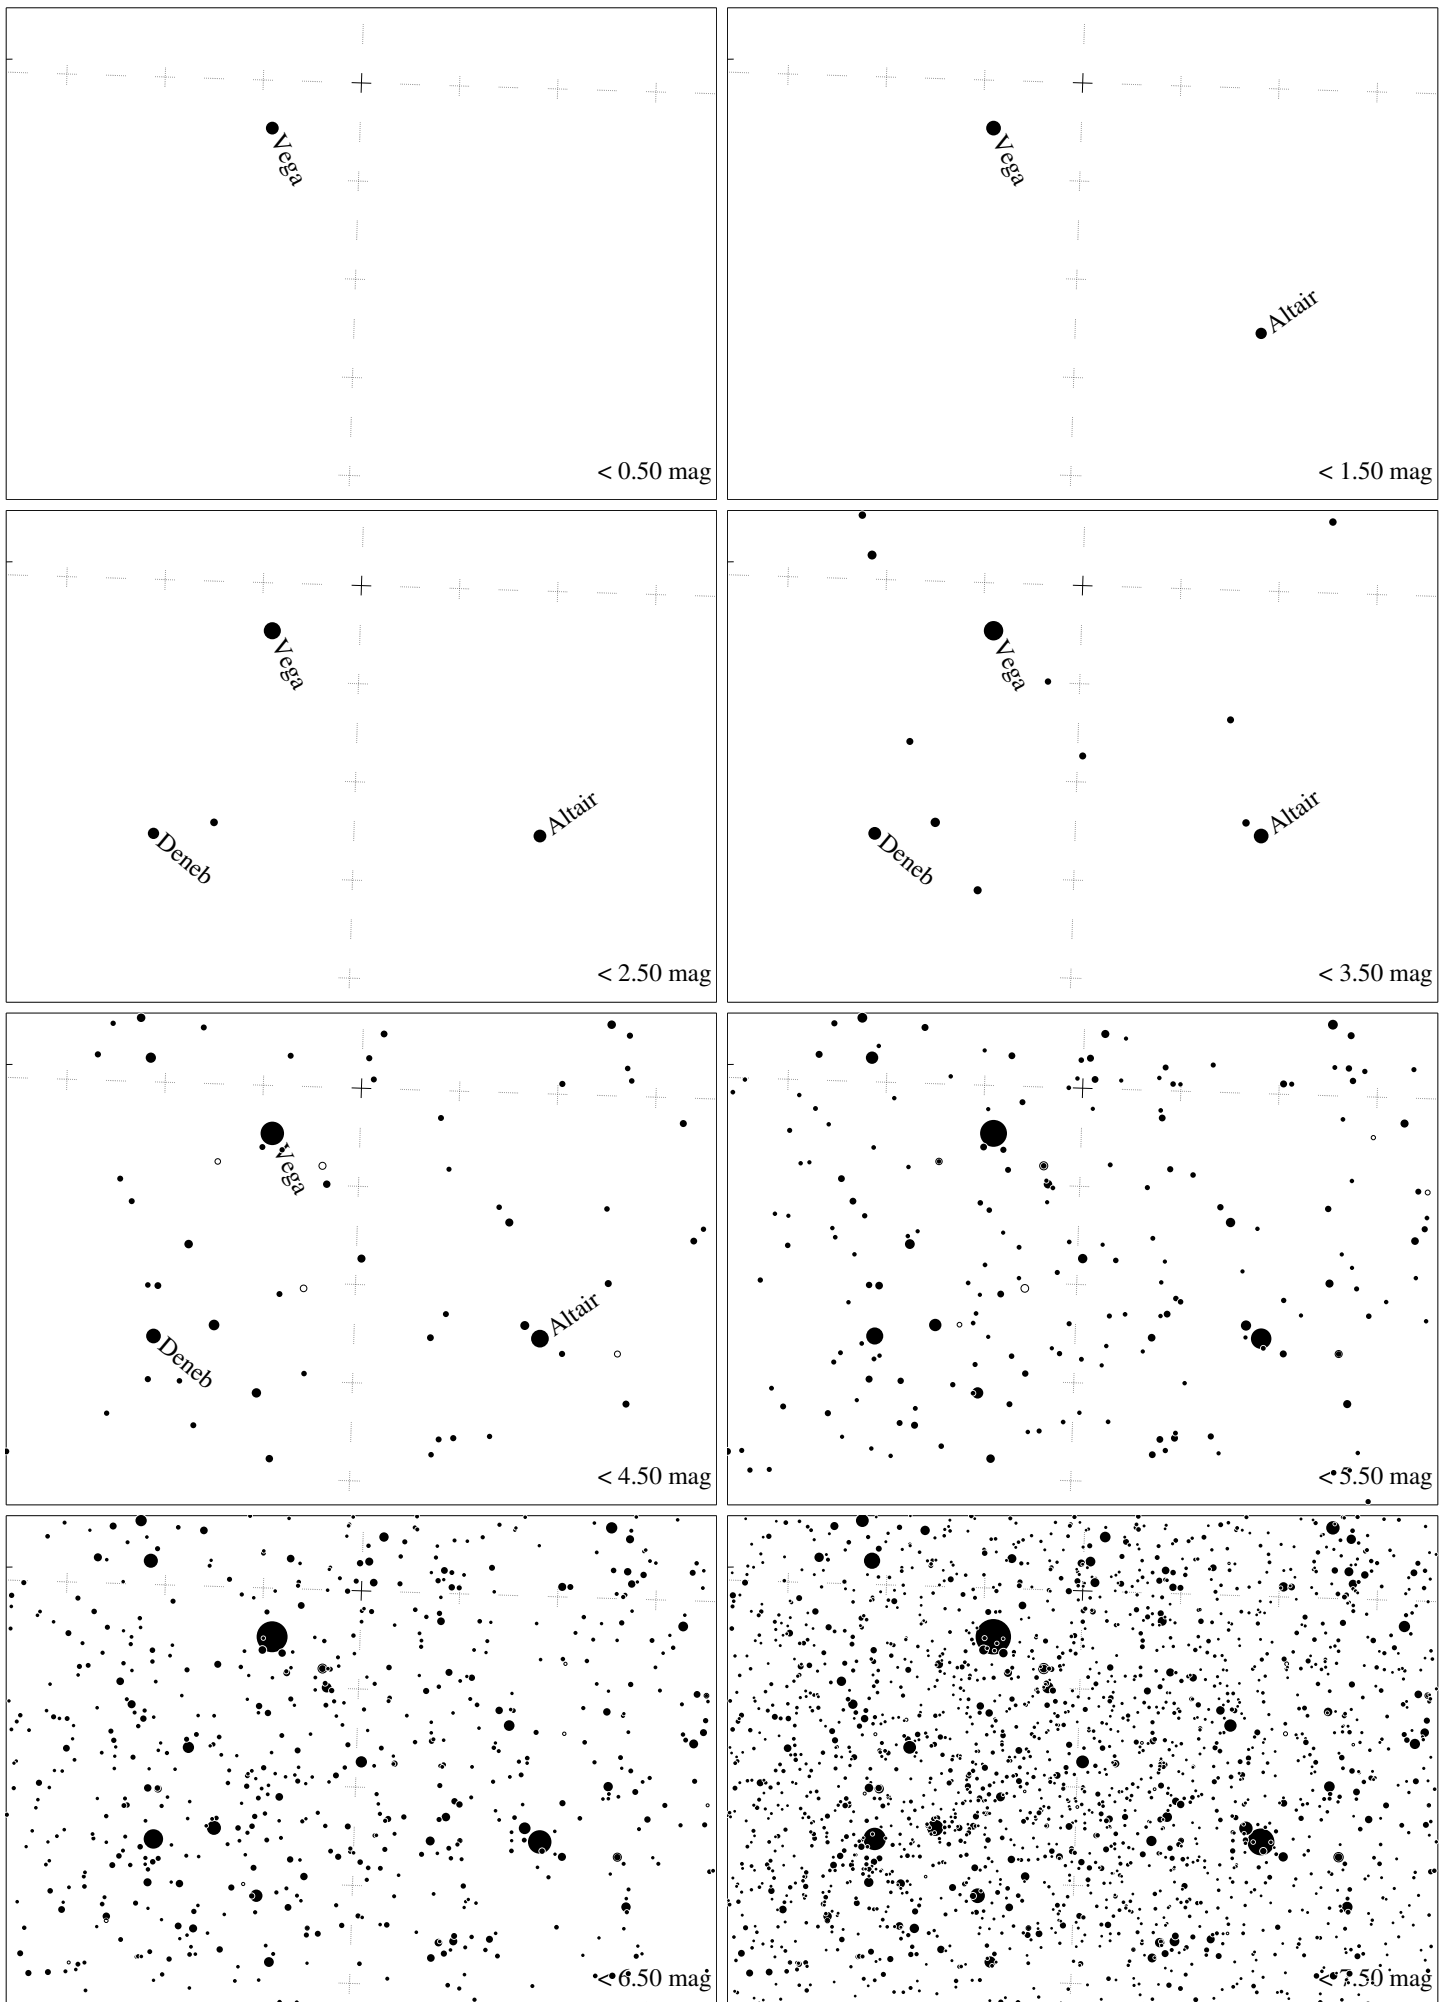 Vega
< 0.50 mag
Vega
Altair
< 1.50 mag
Vega
Altair
Deneb
< 2.50 mag
Vega
Altair
Deneb
< 3.50 mag
Vega
Altair
Deneb
< 4.50 mag
< 5.50 mag
< 6.50 mag
< 7.50 mag